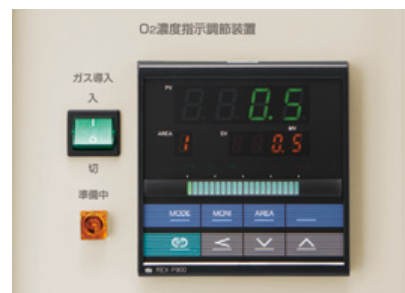 O2濃度指示調節装置
ガス導入
入
切
準備中
PV
0.5
AREA
SV
MV
1
0.5
MODE
MONI
AREA
REX-P300